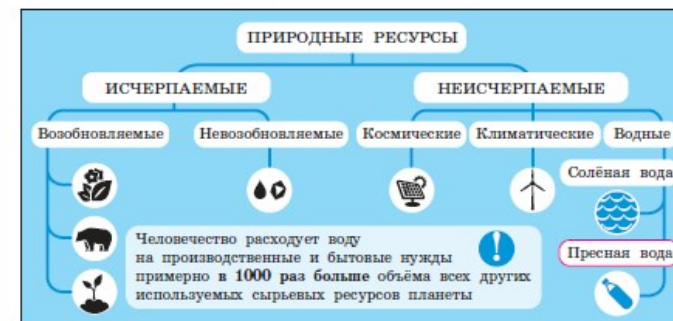 ПРИРОДНЫЕ РЕСУРСЫ
ИСЧЕРПАЕМЫЕ
НЕИСЧЕРПАЕМЫЕ
Возобновляемые
Невозобновляемые
Космические
Климатические
Водные
Солёная вода
Пресная вода
Человечество расходует воду
на производственные и бытовые нужды
примерно в 1000 раз больше объёма всех других
используемых сырьевых ресурсов планеты
!